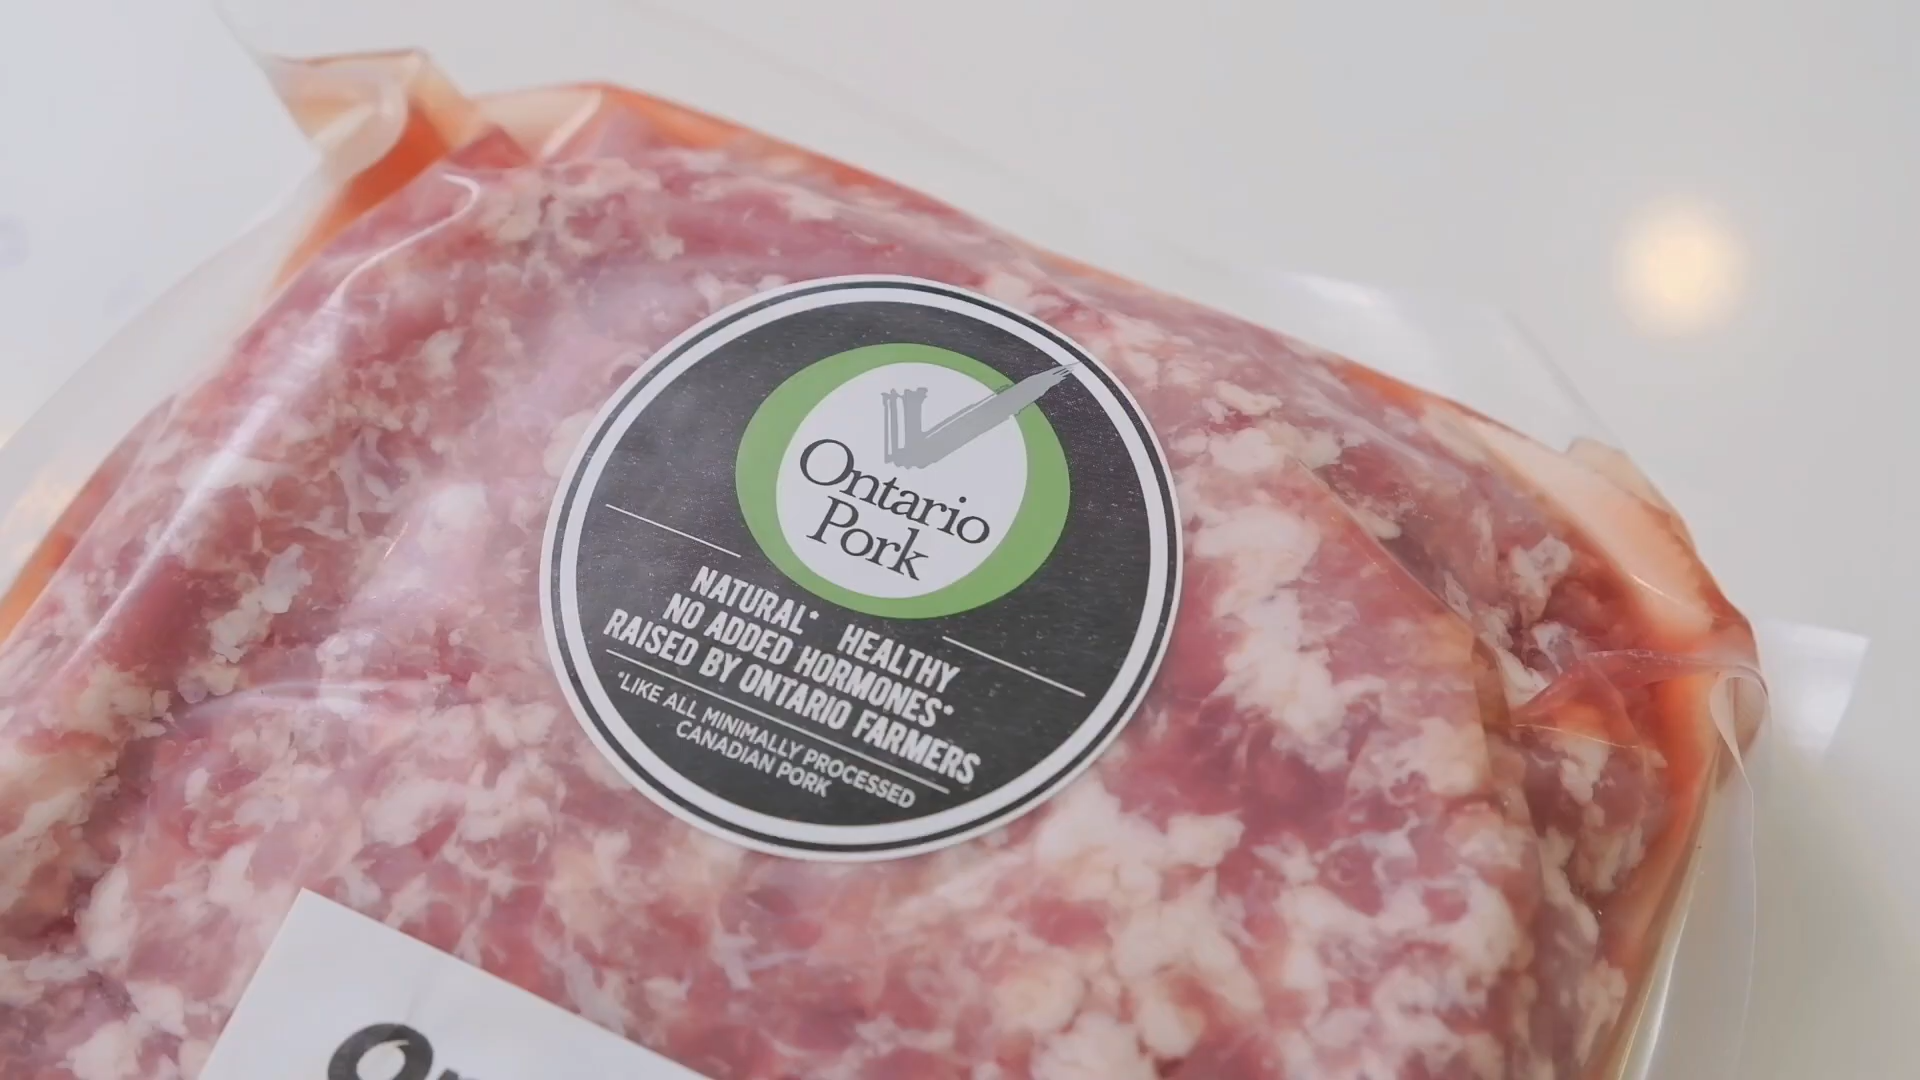 Ontario
Pork
NATURAL* HEALTHY
NO ADDED HORMONES*
RAISED BY ONTARIO FARMERS
*LIKE ALL MINIMALLY PROCESSED
CANADIAN PORK